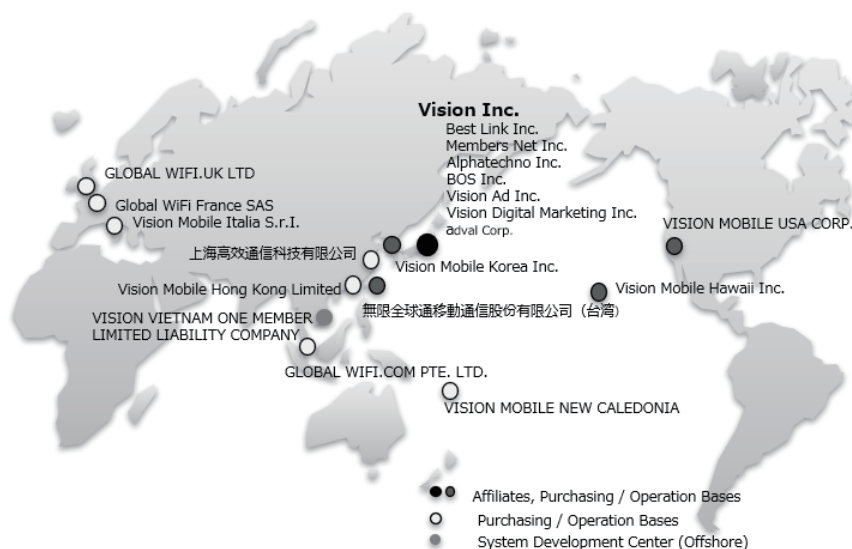 Vision Inc.
Best Link Inc.
Members Net Inc.
Alphatechno Inc.
BOS Inc.
Vision Ad Inc.
Vision Digital Marketing Inc.
adval Corp.
GLOBAL WIFI.UK LTD
Global WiFi France SAS
Vision Mobile Italia S.r.I.
VISION MOBILE USA CORP.
上海高效通信科技有限公司
Vision Mobile Korea Inc.
Vision Mobile Hong Kong Limited
Vision Mobile Hawaii Inc.
無限全球通移動通信股份有限公司（台湾）
VISION VIETNAM ONE MEMBER
LIMITED LIABILITY COMPANY
GLOBAL WIFI.COM PTE. LTD.
VISION MOBILE NEW CALEDONIA
Affiliates, Purchasing / Operation Bases
Purchasing / Operation Bases
System Development Center (Offshore)